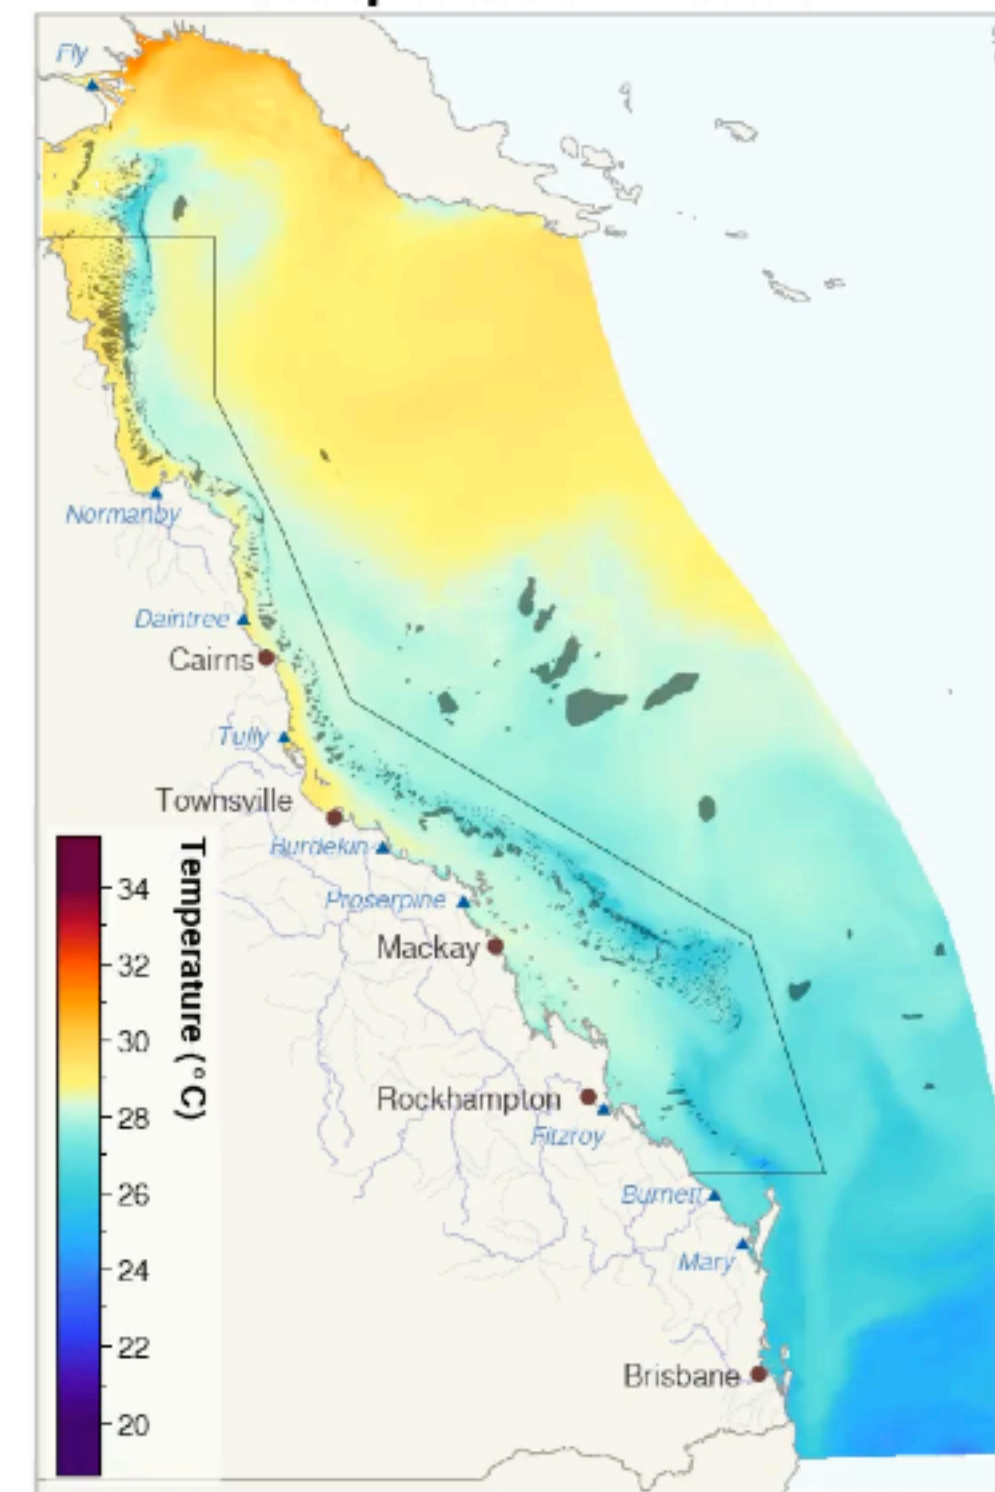 Fly
Normanby
Daintree
Cairns
Tully
Townsville
Burdekin
Proserpine
Mackay
Rockhampton
Fitzroy
Burnett
Mary
Brisbane
Temperature (°C)
34
32
30
28
26
24
22
20